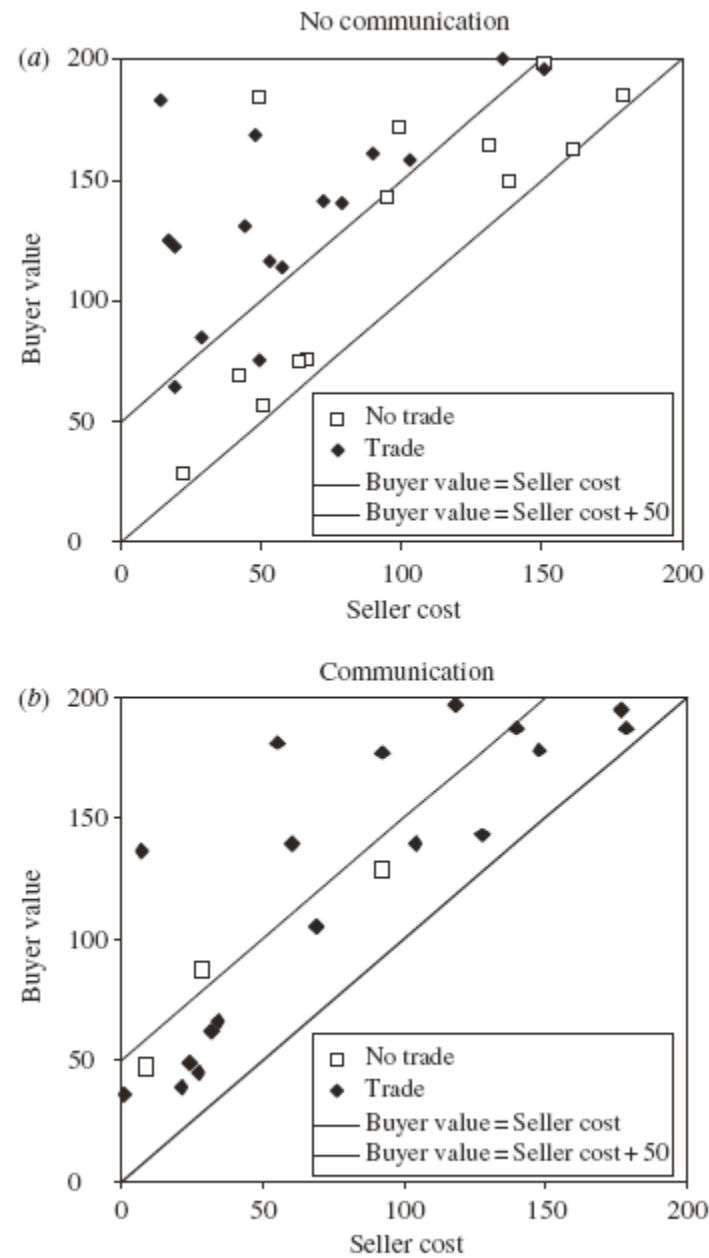 No communication
(a)
200
150
100
50
0
Buyer value
No trade
Trade
Buyer value = Seller cost
Buyer value = Seller cost + 50
0 50 100 150 200
Seller cost
Communication
(b)
200
150
100
50
0
Buyer value
No trade
Trade
Buyer value = Seller cost
Buyer value = Seller cost + 50
0 50 100 150 200
Seller cost